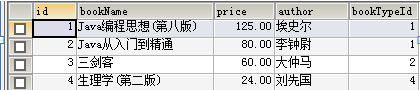 id bookName price author bookTypeId
1 Java编程思想(第八版) 125.00 埃史尔 1
2 Java从入门到精通 80.00 李钟尉 1
3 三剑客 60.00 大仲马 2
4 生理学(第二版) 24.00 刘先国 4